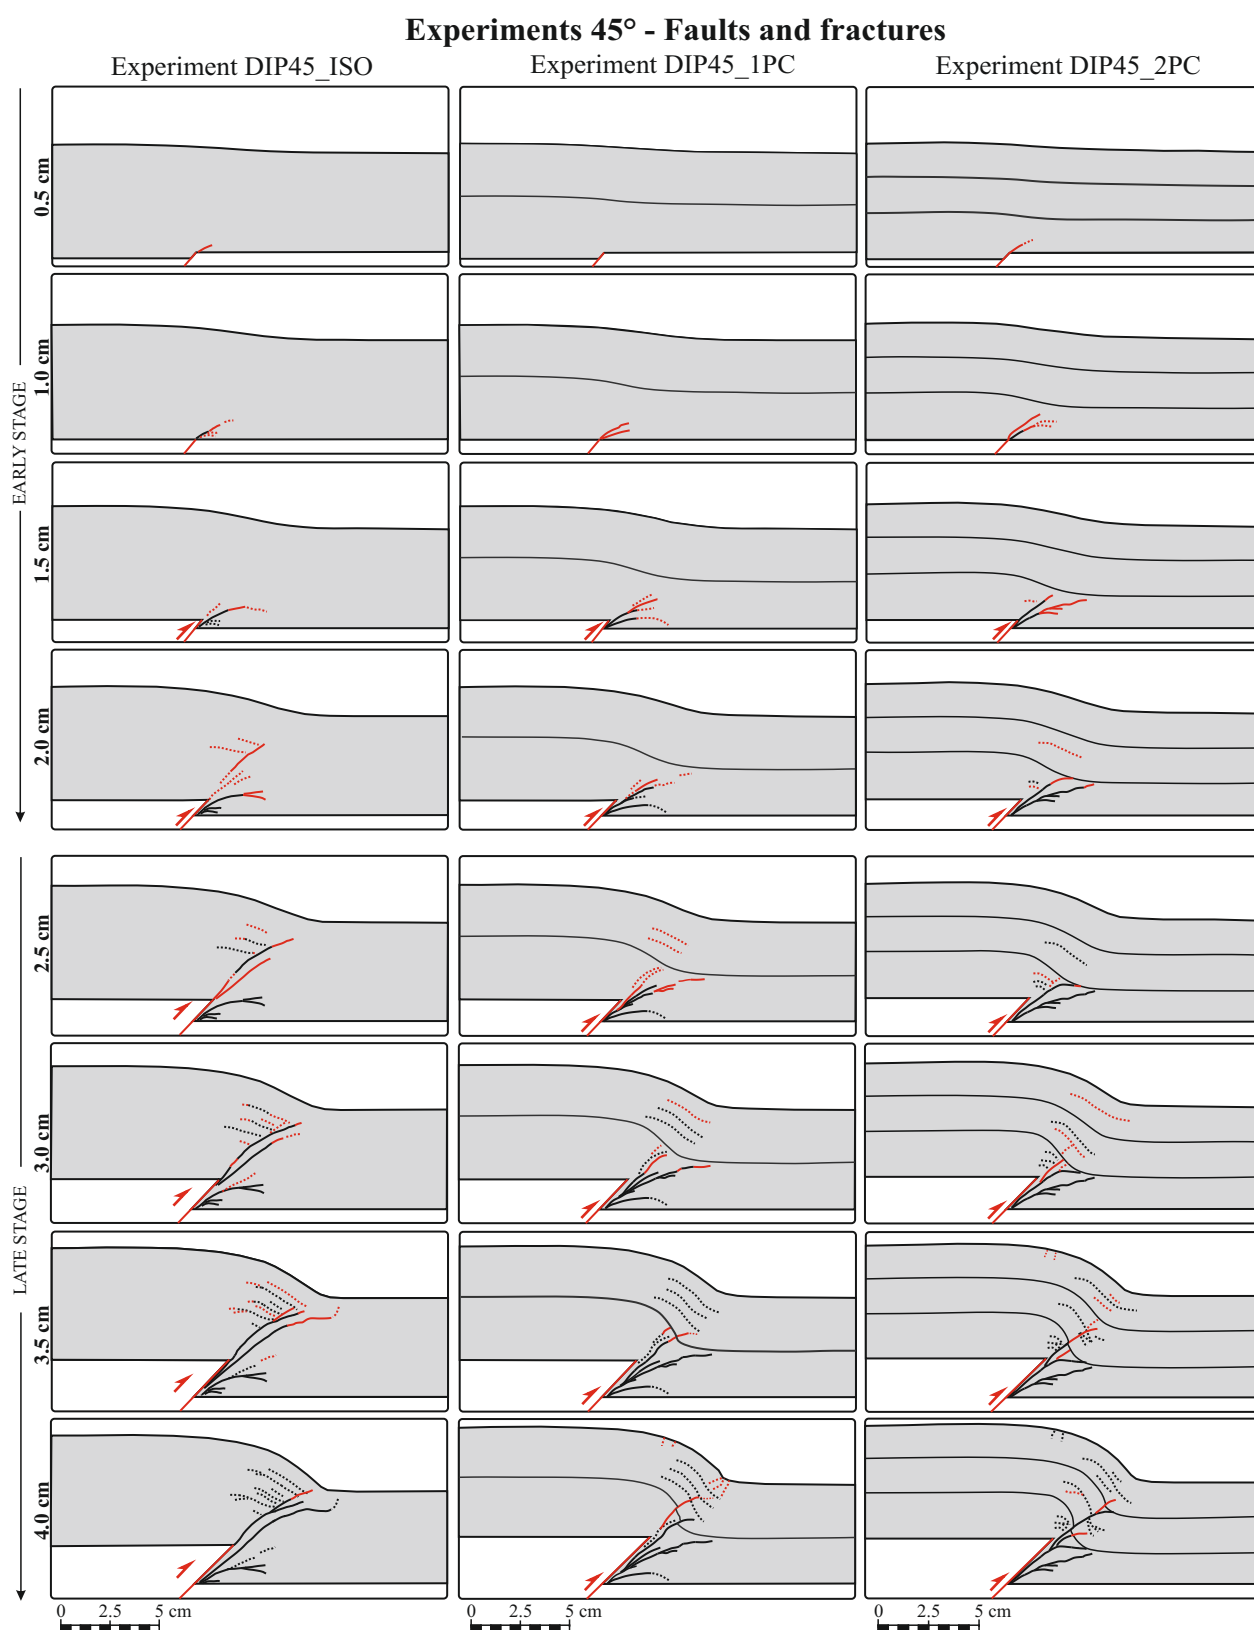 Experiments 45° - Faults and fractures
Experiment DIP45_ISO
Experiment DIP45_1PC
Experiment DIP45_2PC
EARLY STAGE
0.5 cm
1.0 cm
1.5 cm
2.0 cm
LATE STAGE
2.5 cm
3.0 cm
3.5 cm
4.0 cm
0 2.5 5 cm
0 2.5 5 cm
0 2.5 5 cm